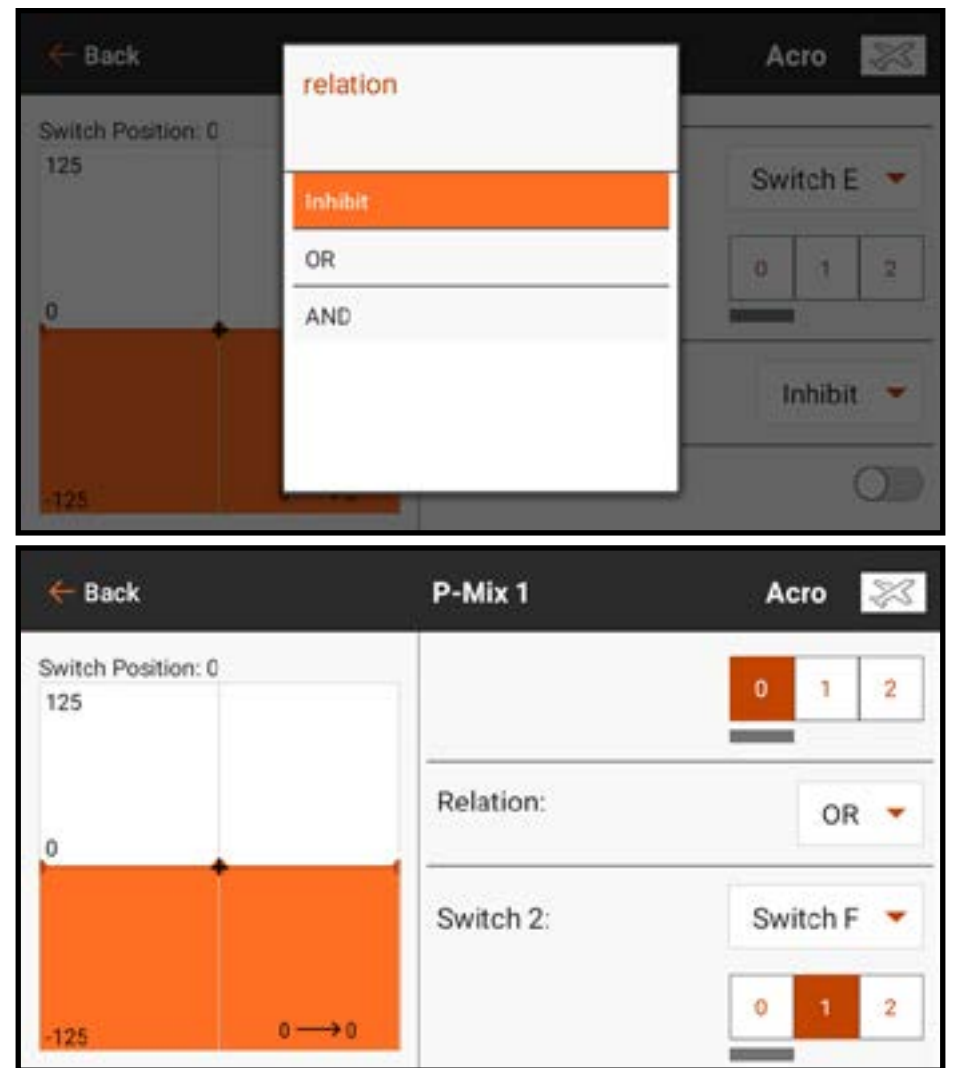 Back
Acro
relation
Switch Position: 0
125
Switch E
Inhibit
OR
0 1 2
0
AND
Inhibit
-125
Back
P-Mix 1
Acro
Switch Position: 0
0 1 2
125
Relation:
OR
0
Switch 2:
Switch F
0 1 2
-125
0 → 0